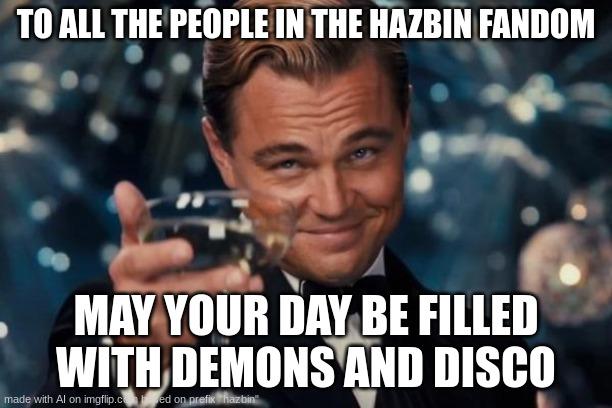 TO ALL THE PEOPLE IN THE HAZBIN FANDOM
MAY YOUR DAY BE FILLED
WITH DEMONS AND DISCO
made with AI on imgflip.com based on prefix "hazbin"